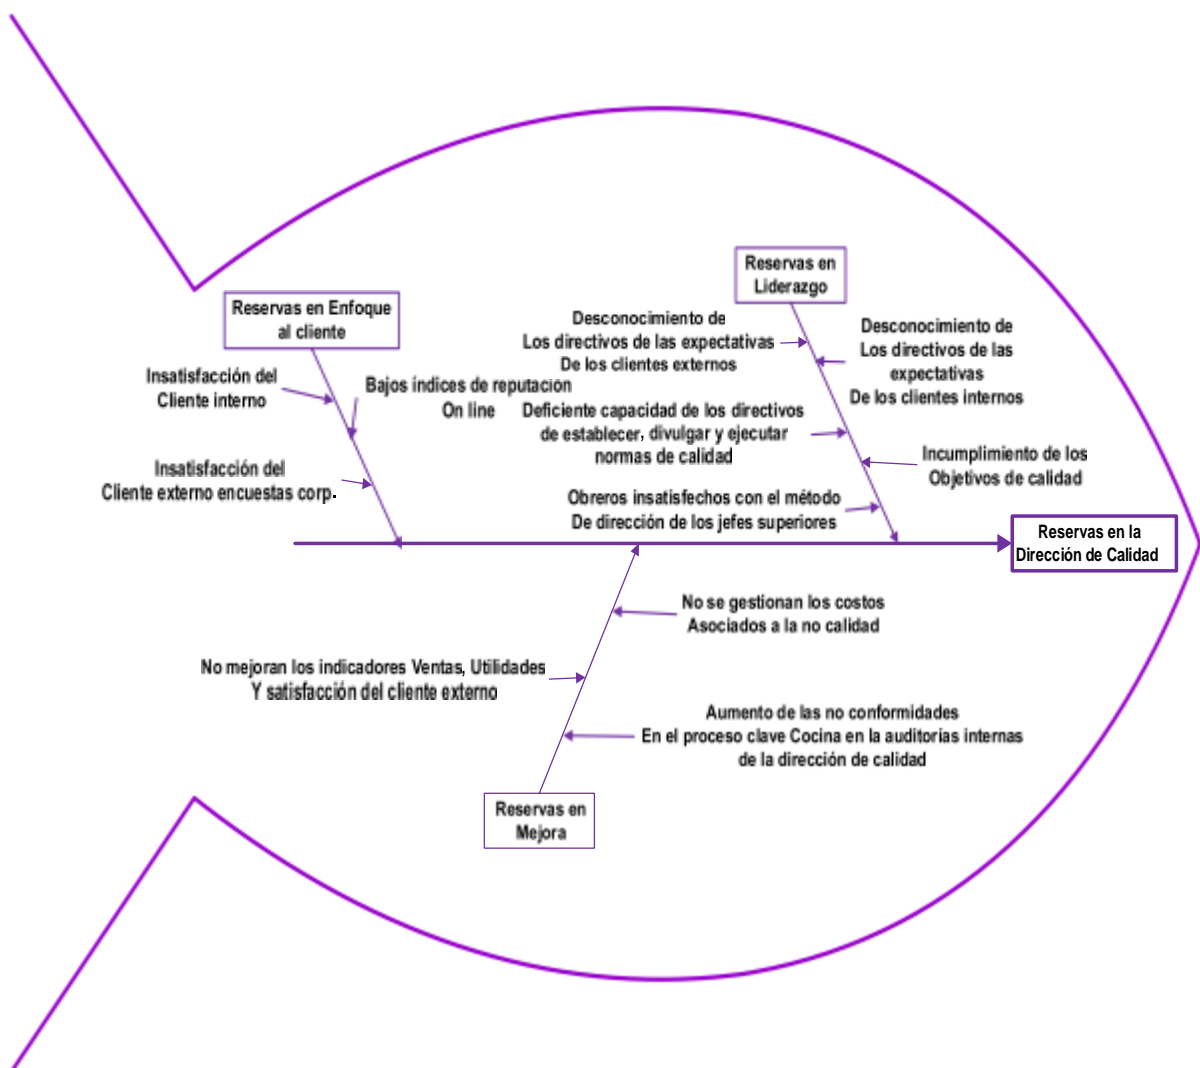 Reservas en
Liderazgo
Reservas en Enfoque
al cliente
Desconocimiento de
Los directivos de las expectativas
De los clientes externos
Desconocimiento de
Los directivos de las
expectativas
De los clientes internos
Insatisfacción del
Cliente interno
Bajos índices de reputación
On line
Deficiente capacidad de los directivos
de establecer, divulgar y ejecutar
normas de calidad
Incumplimiento de los
Objetivos de calidad
Insatisfacción del
Cliente externo encuestas corp.
Obreros insatisfechos con el método
De dirección de los jefes superiores
Reservas en la
Dirección de Calidad
No se gestionan los costos
Asociados a la no calidad
No mejoran los indicadores Ventas, Utilidades
Y satisfacción del cliente externo
Aumento de las no conformidades
En el proceso clave Cocina en la auditorías internas
de la dirección de calidad
Reservas en
Mejora